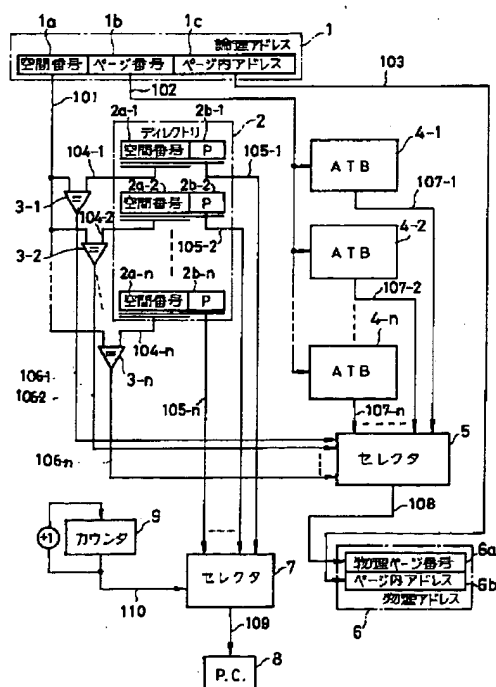 1a 1b 1c
論理アドレス
1
空間番号 ページ番号 ページ内アドレス
101
102
103
2a-1 2b-1
ディレクトリ
2
空間番号 P
104-1
105-1
3-1
2a-2 2b-2
空間番号 P
104-2
105-2
3-2
2a-n 2b-n
空間番号 P
104-n
3-n
105-n
106-1
106-2
106-n
4-1
ATB
107-1
4-2
ATB
107-2
4-n
ATB
107-n
5
セレクタ
108
6a
物理ページ番号
ページ内アドレス
6b
物理アドレス
6
9
+1
カウンタ
110
7
セレクタ
109
P.C.
8